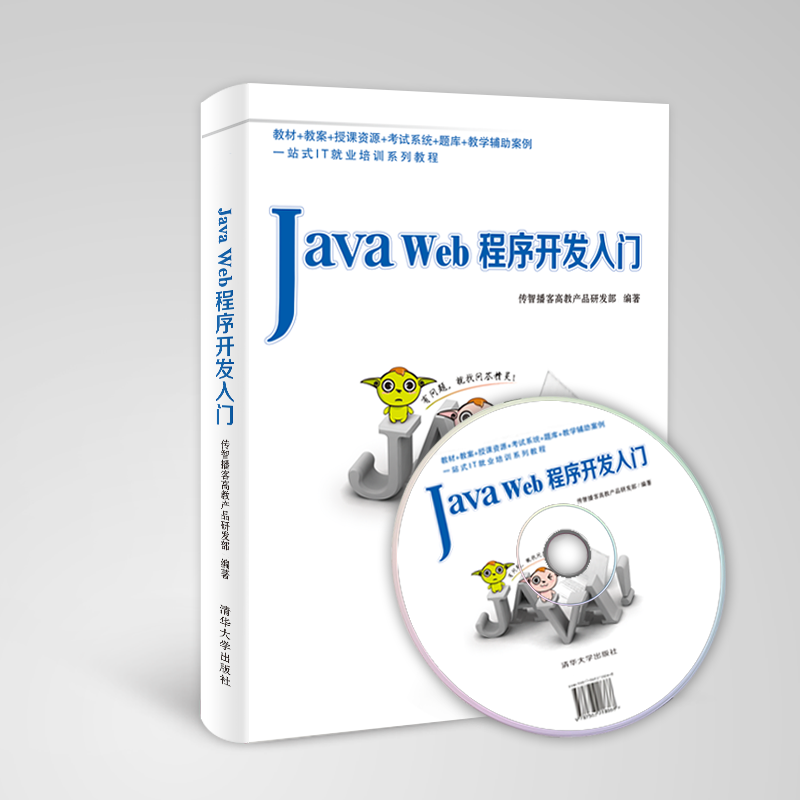 教材+教案+授课资源+考试系统+题库+教学辅助案例
一站式IT就业培训系列教程
Java Web 程序开发入门
传智播客高教产品研发部 编著
有问题,就找问答精灵!
JAVA
Java Web 程序开发入门
传智播客高教产品研发部 编著
清华大学出版社
教材+教案+授课资源+考试系统+题库+教学辅助案例
一站式IT就业培训系列教程
Java Web 程序开发入门
传智播客高教产品研发部 编著
JAVA!
清华大学出版社